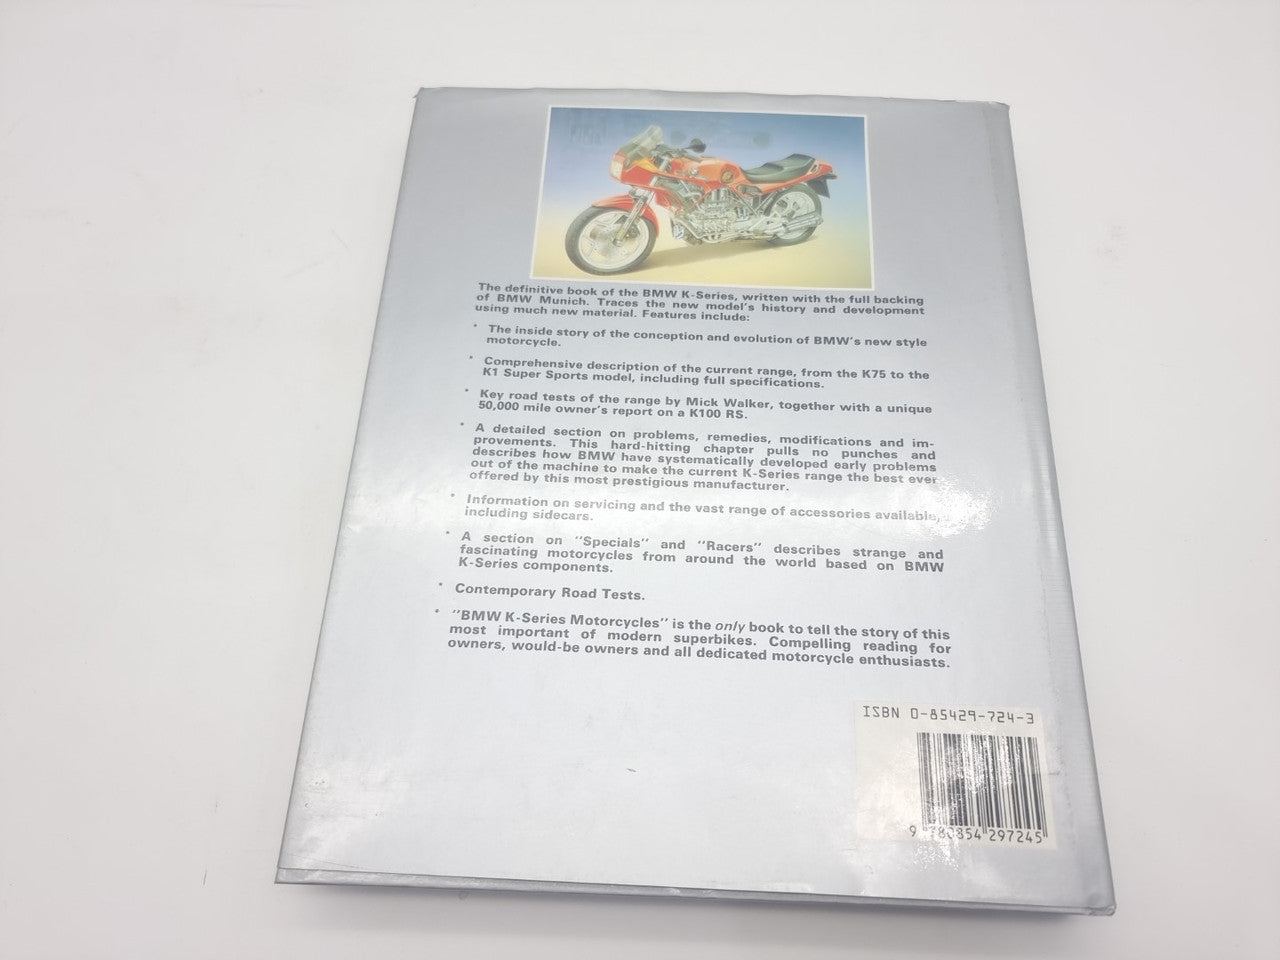 The definitive book of the BMW K-Series, written with the full backing
of BMW Munich. Traces the new model's history and development
using much new material. Features include:
* The inside story of the conception and evolution of BMW's new style
motorcycle.
* Comprehensive description of the current range, from the K75 to the
K1 Super Sports model, including full specifications.
* Key road tests of the range by Mick Walker, together with a unique
50,000 mile owner's report on a K100 RS.
* A detailed section on problems, remedies, modifications and im-
provements. This hard-hitting chapter pulls no punches and
describes how BMW have systematically developed early problems
out of the machine to make the current K-Series range the best ever
offered by this most prestigious manufacturer.
* Information on servicing and the vast range of accessories available,
including sidecars.
* A section on "Specials" and "Racers" describes strange and
fascinating motorcycles from around the world based on BMW
K-Series components.
* Contemporary Road Tests.
* "BMW K-Series Motorcycles" is the only book to tell the story of this
most important of modern superbikes. Compelling reading for
owners, would-be owners and all dedicated motorcycle enthusiasts.
ISBN 0-85429-724-3
9 780854 297245